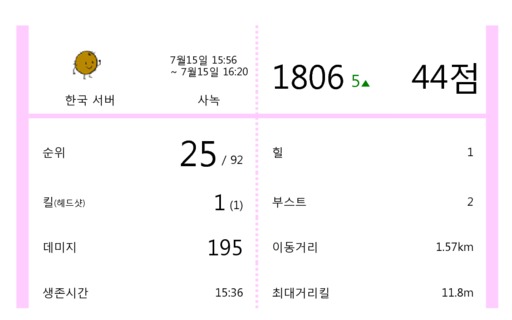 7월15일 15:56
~ 7월15일 16:20
한국 서버
사녹
1806 5▲
44점
순위
25 / 92
킬(헤드샷)
1 (1)
데미지
195
생존시간
15:36
힐
1
부스트
2
이동거리
1.57km
최대거리킬
11.8m